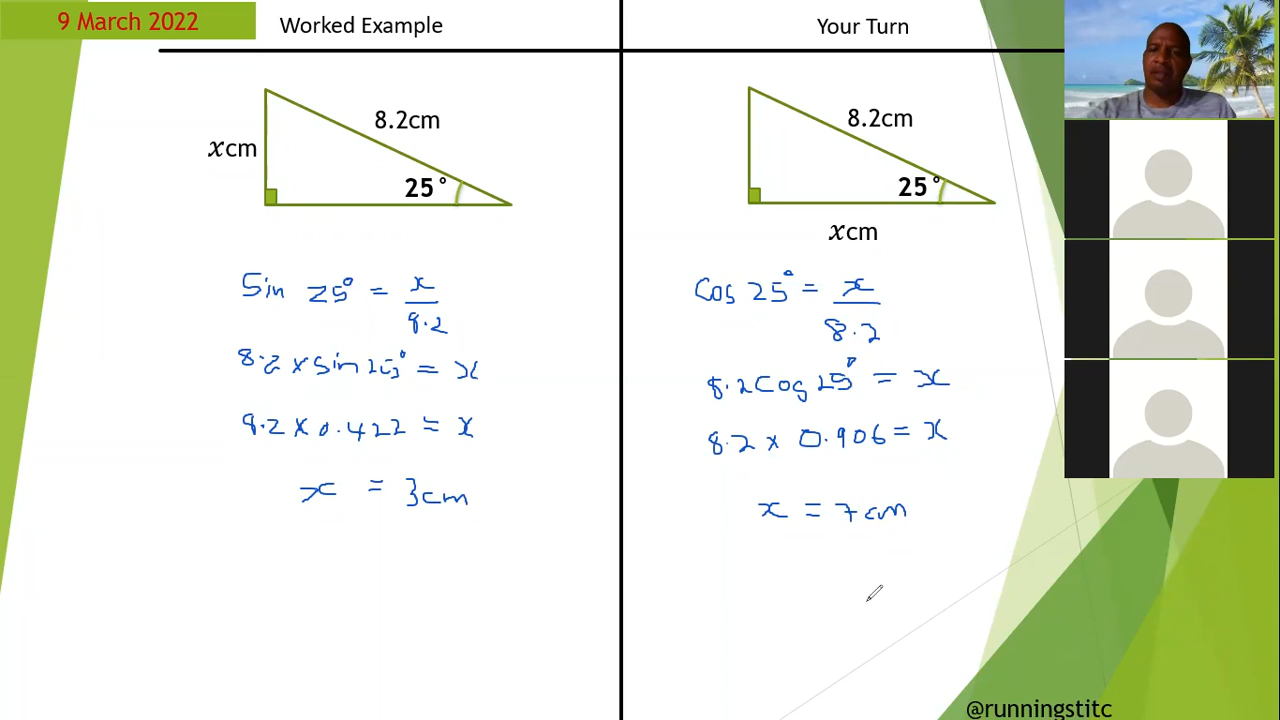 9 March 2022
Worked Example
Your Turn
8.2cm
xcm
25°
8.2cm
25°
xcm
Sin 25° = x
8.2
8.2 x sin 25° = x
8.2 x 0.422 = x
x = 3cm
Cos 25° = x
8.2
8.2 Cos 25° = x
8.2 x 0.906 = x
x = 7cm
@runningstitc